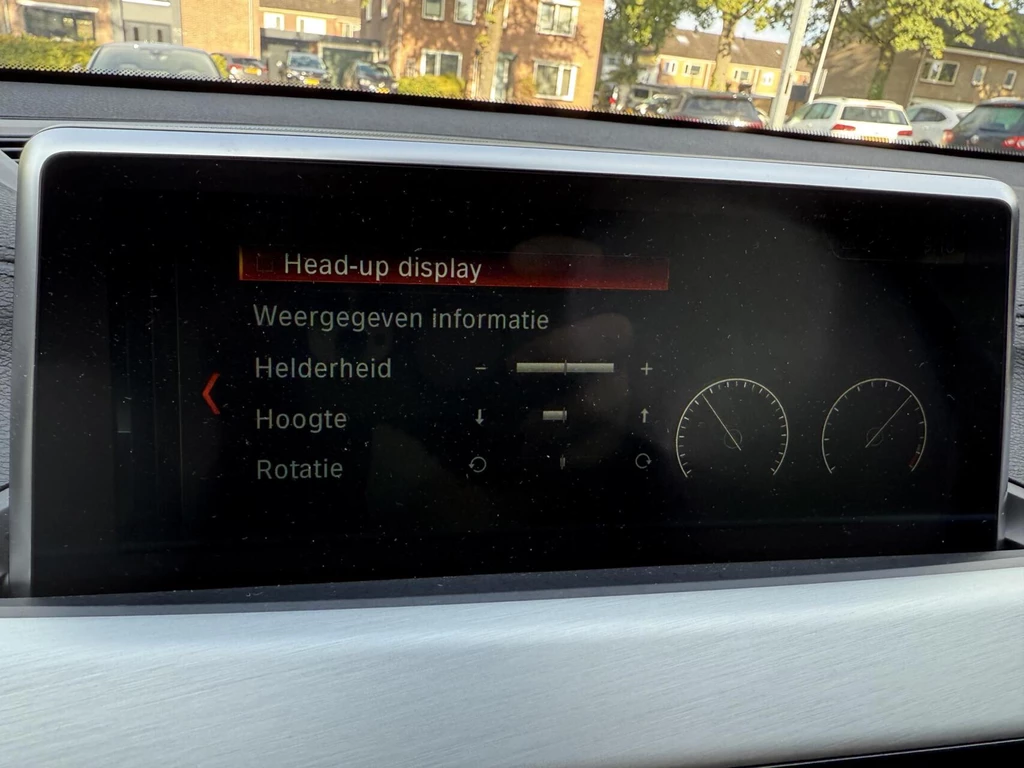 Head-up display
Weergegeven informatie
Helderheid - +
Hoogte
Rotatie